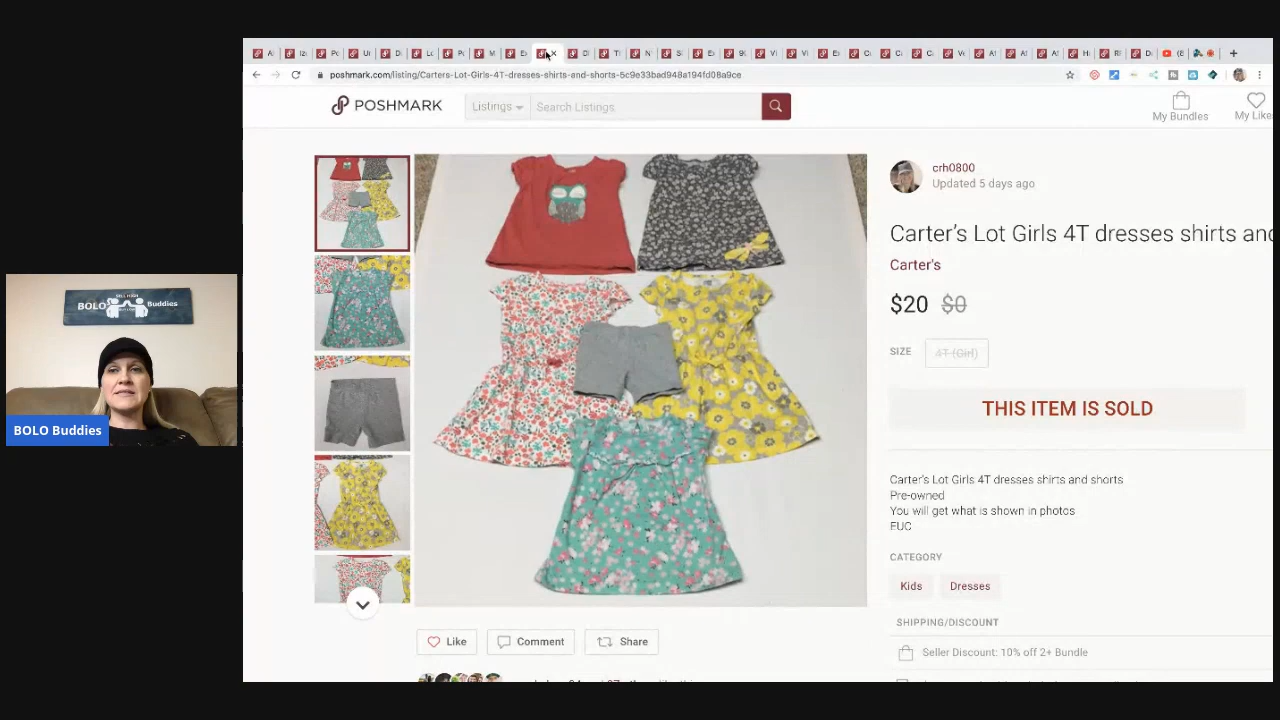 poshmark.com/listing/Carters-Lot-Girls-4T-dresses-shirts-and-shorts-5c9e33bad948a194fd08a9ce
POSHMARK
Listings
Search Listings
My Bundles
My Like
crh0800
Updated 5 days ago
Carter's Lot Girls 4T dresses shirts and
Carter's
$20 $0
SIZE
4T (Girl)
THIS ITEM IS SOLD
Carter's Lot Girls 4T dresses shirts and shorts
Pre-owned
You will get what is shown in photos
EUC
CATEGORY
Kids
Dresses
SHIPPING/DISCOUNT
Seller Discount: 10% off 2+ Bundle
Like
Comment
Share
BOLO Buddies
BOLO Buddies